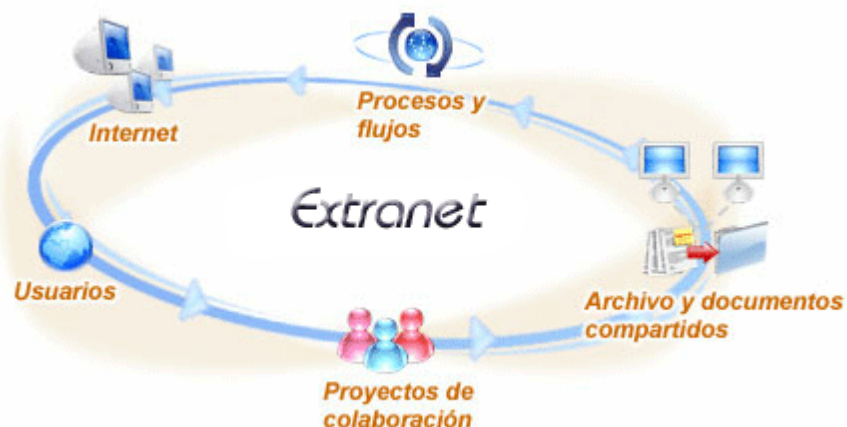 Procesos y
flujos
Internet
Extranet
Usuarios
Archivo y documentos
compartidos
Proyectos de
colaboración